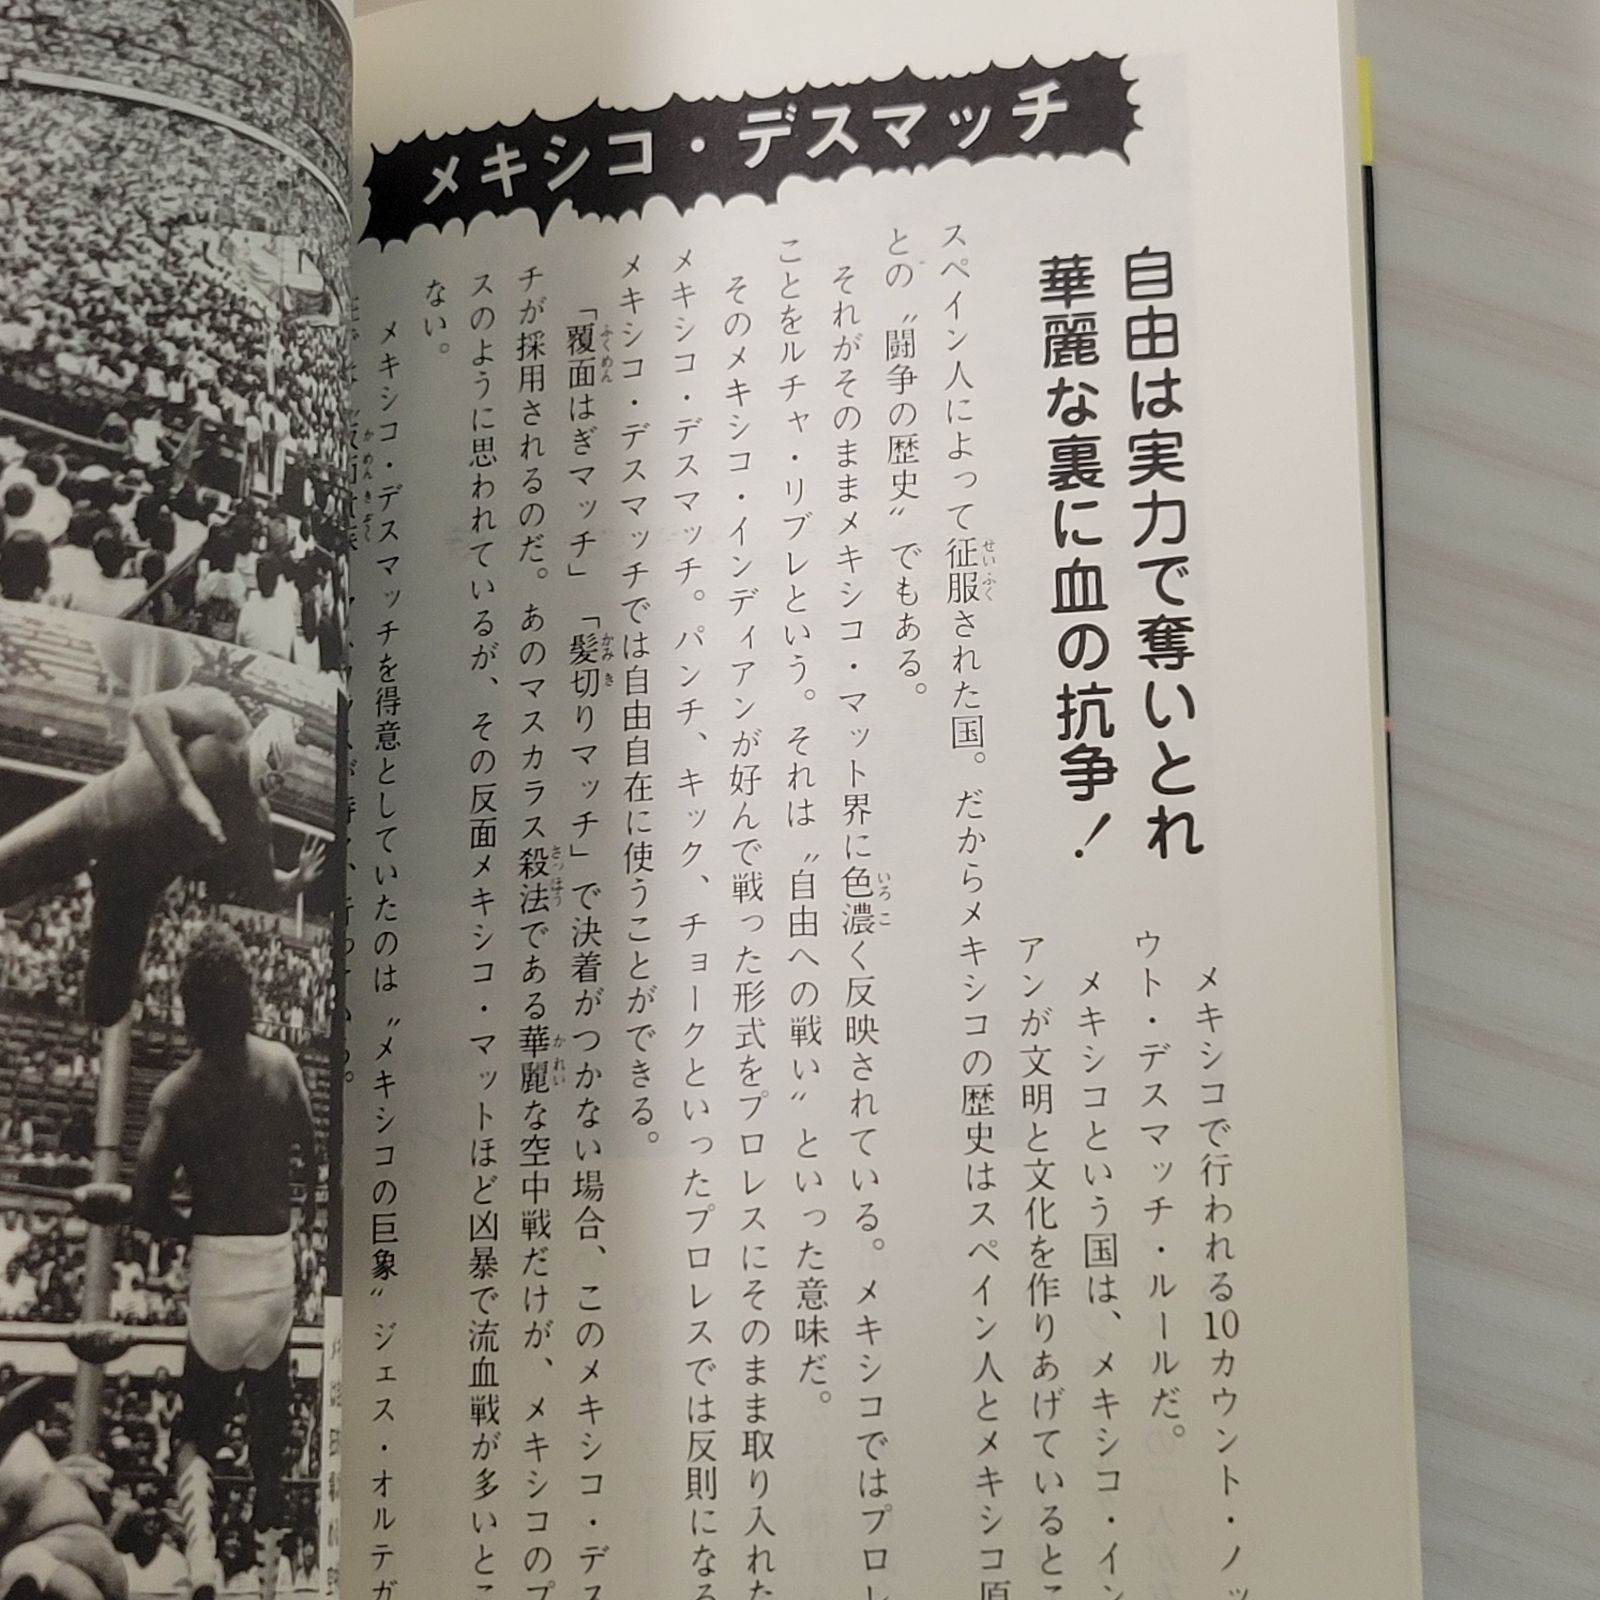 メキシコ・デスマッチ
自由は実力で奪いとれ
華麗な裏に血の抗争！
メキシコで行われる10カウント・ノッ
ウト・デスマッチ・ルールだ。
メキシコという国は、メキシコ・イン
アンが文明と文化を作りあげているとこ
スペイン人によって征服された国。だからメキシコの歴史はスペイン人とメキシコ原
との〝闘争の歴史〟でもある。
それがそのままメキシコ・マット界に色濃く反映されている。メキシコではプロレ
ことをルチャ・リブレという。それは〝自由への戦い〟といった意味だ。
そのメキシコ・インディアンが好んで戦った形式をプロレスにそのまま取り入れた
メキシコ・デスマッチ。パンチ、キック、チョークといったプロレスでは反則になる
メキシコ・デスマッチでは自由自在に使うことができる。
「覆面はぎマッチ」「髪切りマッチ」で決着がつかない場合、このメキシコ・デス
チが採用されるのだ。あのマスカラス殺法である華麗な空中戦だけが、メキシコのプ
スのように思われているが、その反面メキシコ・マットほど凶暴で流血戦が多いとこ
ない。
メキシコ・デスマッチを得意としていたのは〝メキシコの巨象〟ジェス・オルテガ